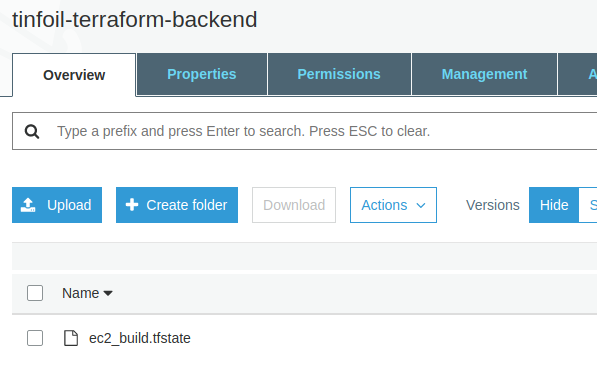 tinfoil-terraform-backend
Overview Properties Permissions Management A
Type a prefix and press Enter to search. Press ESC to clear.
Upload Create folder Download Actions Versions Hide S
Name
ec2_build.tfstate